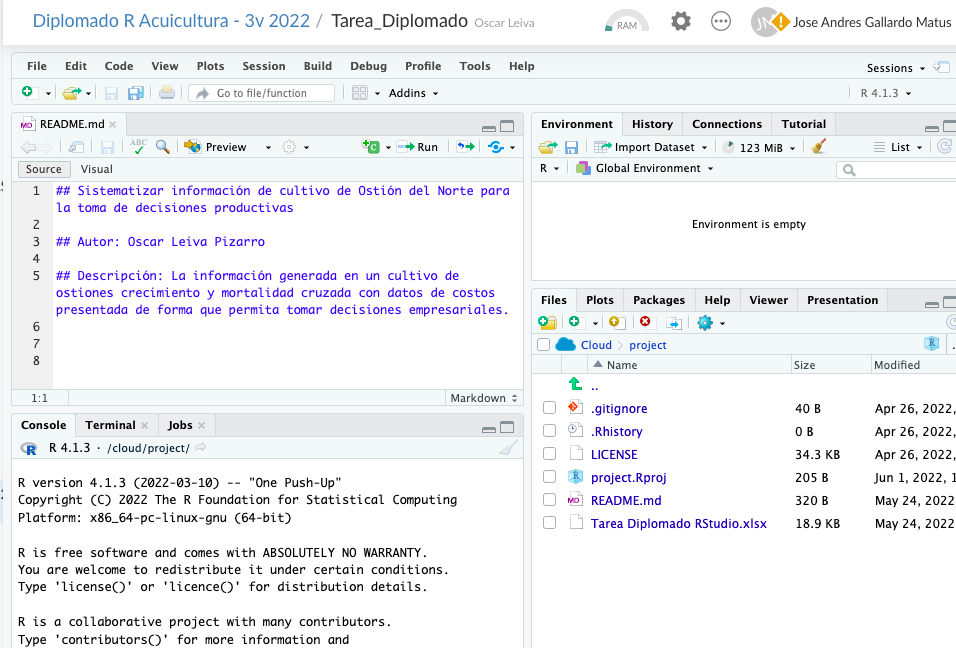 Diplomado R Acuicultura - 3v 2022 / Tarea_Diplomado Oscar Leiva
RAM
JM Jose Andres Gallardo Matus
File Edit Code View Plots Session Build Debug Profile Tools Help
Sessions
Go to file/function
Addins
R 4.1.3
README.md
Preview
Run
Source Visual
1 ## Sistematizar información de cultivo de Ostión del Norte para
la toma de decisiones productivas
2
3 ## Autor: Oscar Leiva Pizarro
4
5 ## Descripción: La información generada en un cultivo de
ostiones crecimiento y mortalidad cruzada con datos de costos
presentada de forma que permita tomar decisiones empresariales.
6
7
8
1:1 Markdown
Console Terminal Jobs
R 4.1.3 · /cloud/project/
R version 4.1.3 (2022-03-10) -- "One Push-Up"
Copyright (C) 2022 The R Foundation for Statistical Computing
Platform: x86_64-pc-linux-gnu (64-bit)
R is free software and comes with ABSOLUTELY NO WARRANTY.
You are welcome to redistribute it under certain conditions.
Type 'license()' or 'licence()' for distribution details.
R is a collaborative project with many contributors.
Type 'contributors()' for more information and
Environment History Connections Tutorial
Import Dataset 123 MiB List
R Global Environment
Environment is empty
Files Plots Packages Help Viewer Presentation
Cloud project
Name Size Modified
..
.gitignore 40 B Apr 26, 2022,
.Rhistory 0 B Apr 26, 2022,
LICENSE 34.3 KB Apr 26, 2022,
project.Rproj 205 B Jun 1, 2022, 1
README.md 320 B May 24, 2022
Tarea Diplomado RStudio.xlsx 18.9 KB May 24, 2022